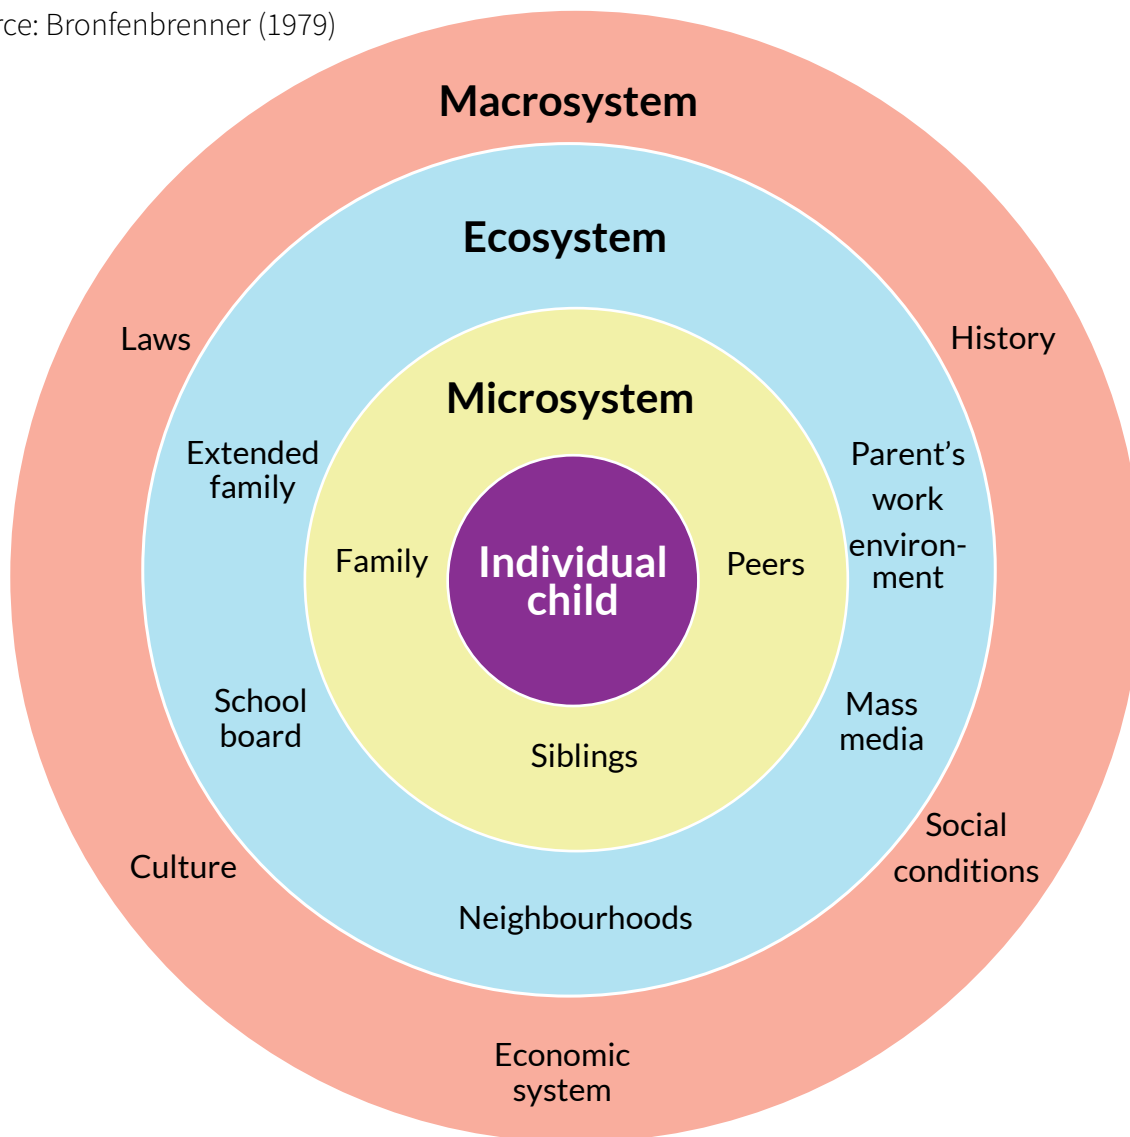 rce: Bronfenbrenner (1979)
Macrosystem
Ecosystem
Laws
History
Microsystem
Extended
family
Parent’s
work
environ-
ment
Family
Individual
child
Peers
School
board
Mass
media
Siblings
Social
conditions
Culture
Neighbourhoods
Economic
system